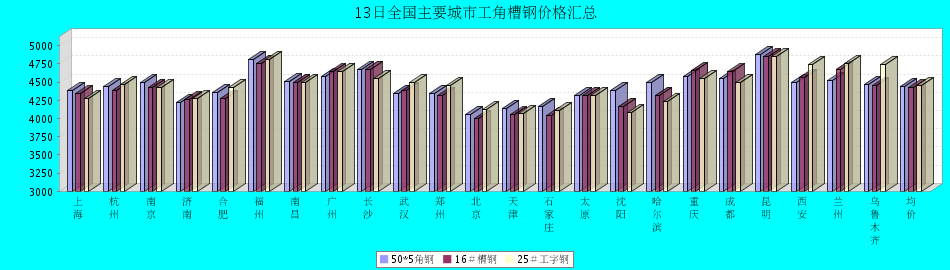 13日全国主要城市工角槽钢价格汇总
5000
4750
4500
4250
4000
3750
3500
3250
3000
上海
杭州
南京
济南
合肥
福州
南昌
广州
长沙
武汉
郑州
北京
天津
石家庄
太原
沈阳
哈尔滨
重庆
成都
昆明
西安
兰州
乌鲁木齐
均价
50*5角钢
16#槽钢
25#工字钢